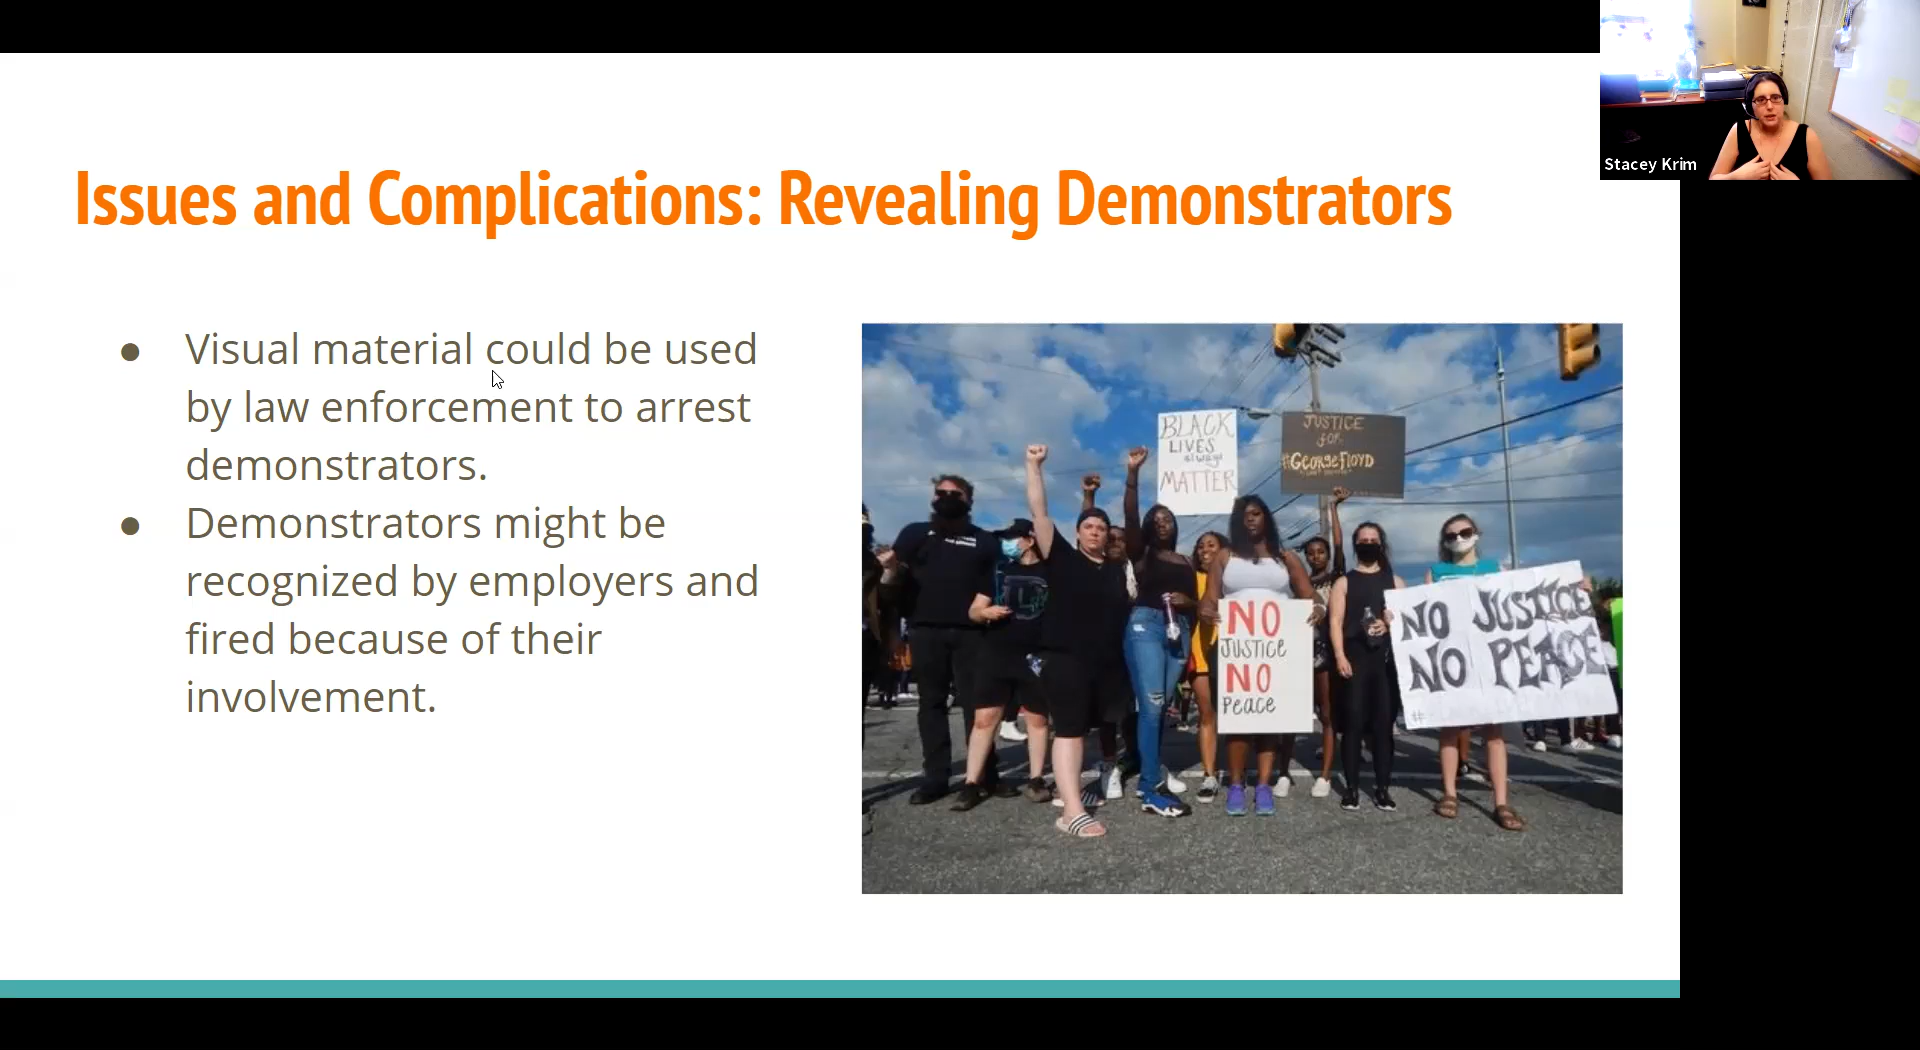 Stacey Krim
Issues and Complications: Revealing Demonstrators
● Visual material could be used
by law enforcement to arrest
demonstrators.
● Demonstrators might be
recognized by employers and
fired because of their
involvement.
BLACK
LIVES
always
MATTER
JUSTICE
for
#GEORGEFLOYD
NO
JUSTICE
NO
Peace
NO JUSTICE
NO PEACE
#